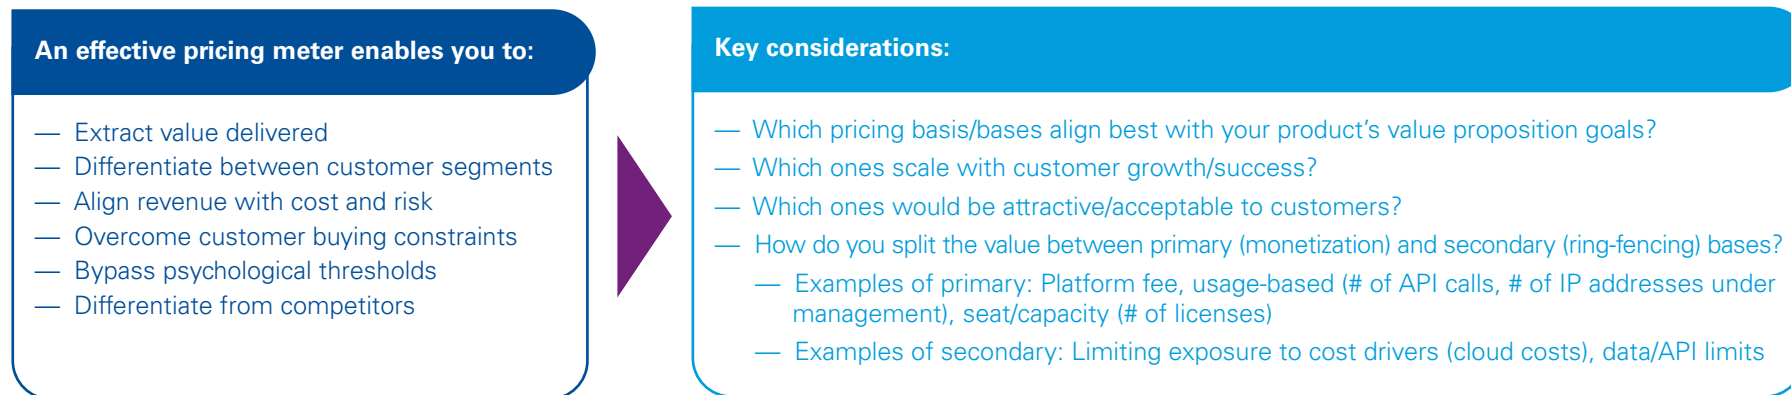 An effective pricing meter enables you to:
— Extract value delivered
— Differentiate between customer segments
— Align revenue with cost and risk
— Overcome customer buying constraints
— Bypass psychological thresholds
— Differentiate from competitors
Key considerations:
— Which pricing basis/bases align best with your product’s value proposition goals?
— Which ones scale with customer growth/success?
— Which ones would be attractive/acceptable to customers?
— How do you split the value between primary (monetization) and secondary (ring-fencing) bases?
— Examples of primary: Platform fee, usage-based (# of API calls, # of IP addresses under
management), seat/capacity (# of licenses)
— Examples of secondary: Limiting exposure to cost drivers (cloud costs), data/API limits